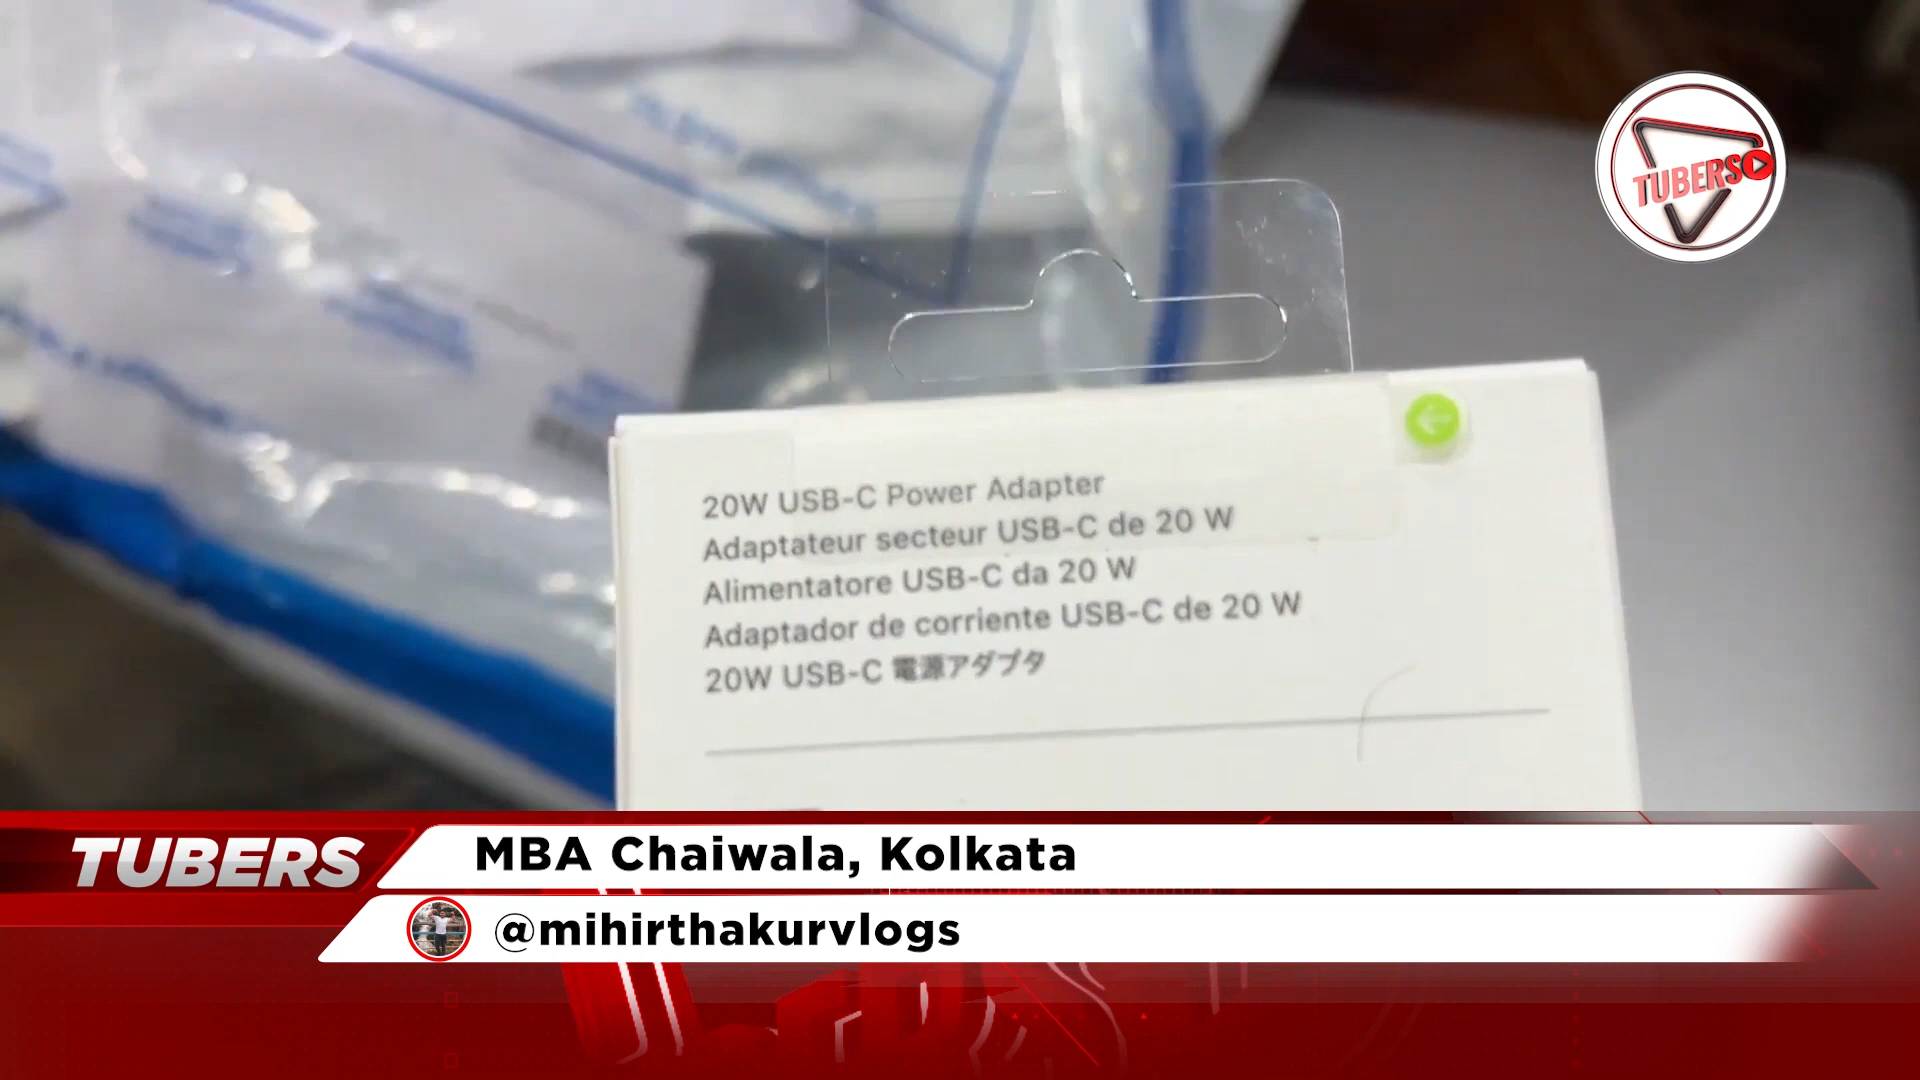 TUBERS
20W USB-C Power Adapter
Adaptateur secteur USB-C de 20 W
Alimentatore USB-C da 20 W
Adaptador de corriente USB-C de 20 W
20W USB-C 電源アダプタ
TUBERS
MBA Chaiwala, Kolkata
@mihirthakurvlogs